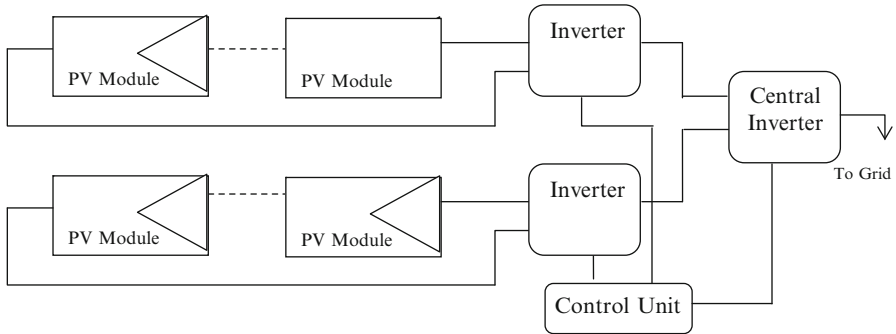 Inverter
PV Module
PV Module
Central
Inverter
To Grid
Inverter
PV Module
PV Module
Control Unit